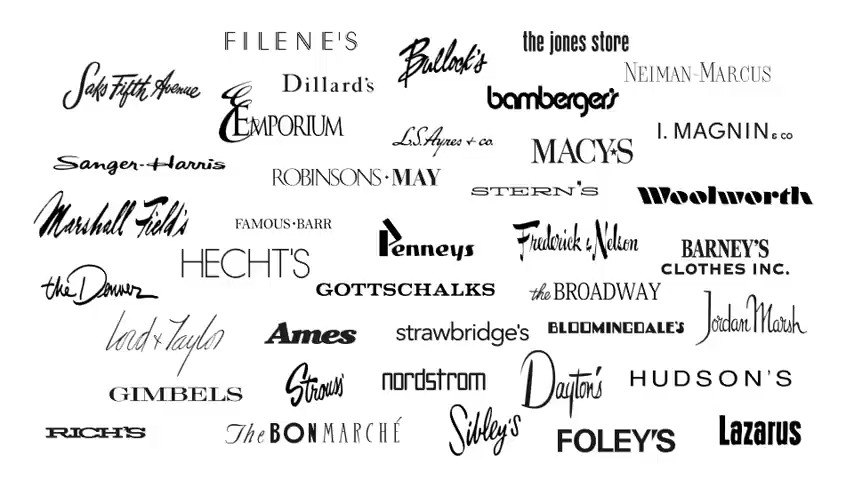 FILENE'S
Bullock's
the jones store
Saks Fifth Avenue
Dillard's
NEIMAN-MARCUS
bamberger's
EMPORIUM
L.S. Ayres + co.
MACY★S
I. MAGNIN & CO
Sanger-Harris
ROBINSONS·MAY
STERN'S
Woolworth
Marshall Field's
FAMOUS·BARR
Penneys
Frederick & Nelson
BARNEY'S
CLOTHES INC.
HECHT'S
the Denver
GOTTSCHALKS
the BROADWAY
Jordan Marsh
Lord & Taylor
Ames
strawbridge's
BLOOMINGDALE'S
GIMBELS
Strouss'
nordstrom
Dayton's
HUDSON'S
RICH'S
The BON MARCHÉ
Sibley's
FOLEY'S
Lazarus